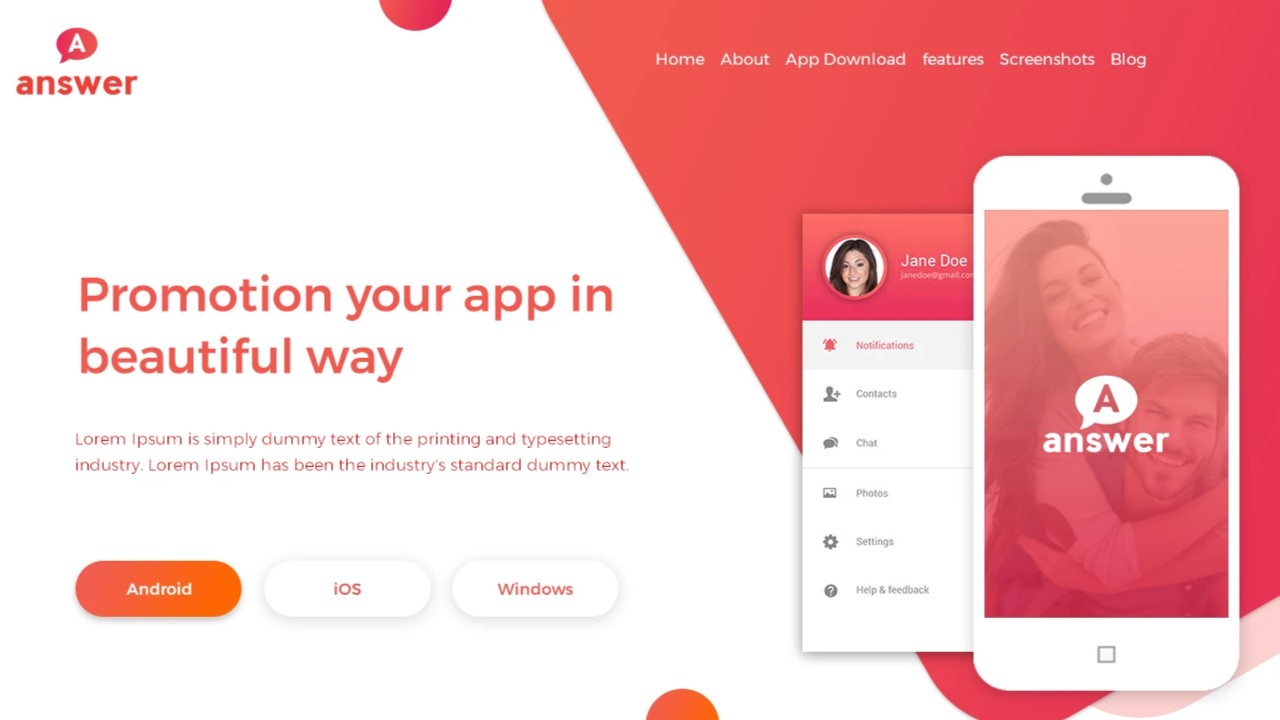 A
answer
Home About App Download features Screenshots Blog
Promotion your app in
beautiful way
Lorem Ipsum is simply dummy text of the printing and typesetting
industry. Lorem Ipsum has been the industry's standard dummy text.
Android iOS Windows
Jane Doe
janedoe@gmail.com
Notifications
Contacts
Chat
Photos
Settings
Help & feedback
A
answer